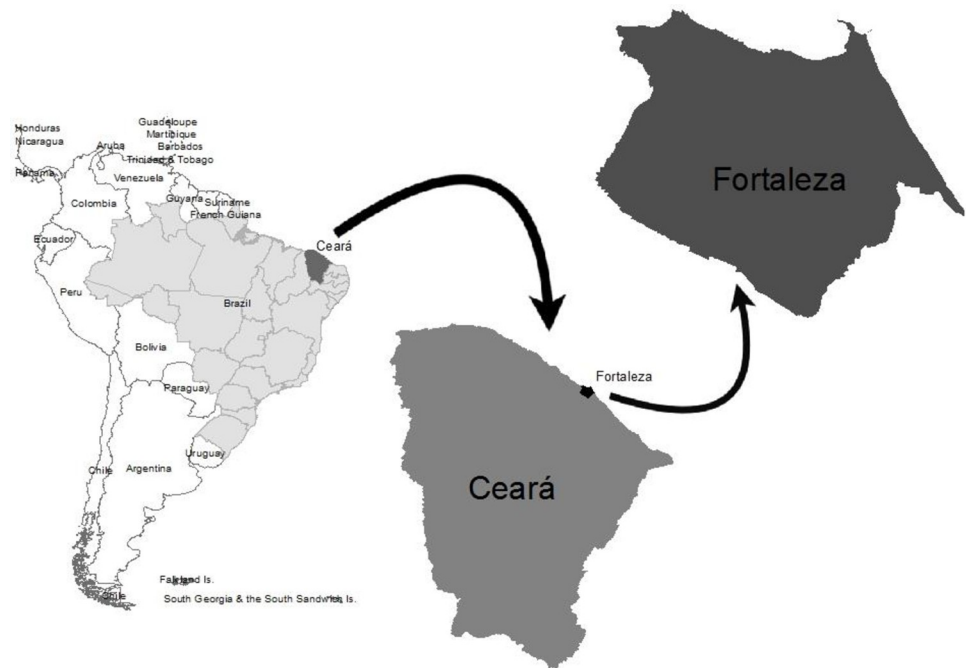 Honduras
Nicaragua
Panama
Aruba
Guadeloupe
Martinique
Barbados
Trinidad & Tobago
Venezuela
Guyana
Suriname
French Guiana
Colombia
Ecuador
Peru
Brazil
Ceará
Bolivia
Paraguay
Uruguay
Chile
Argentina
Falkland Is.
Chile
South Georgia & the South Sandwich Is.
Ceará
Fortaleza
Fortaleza